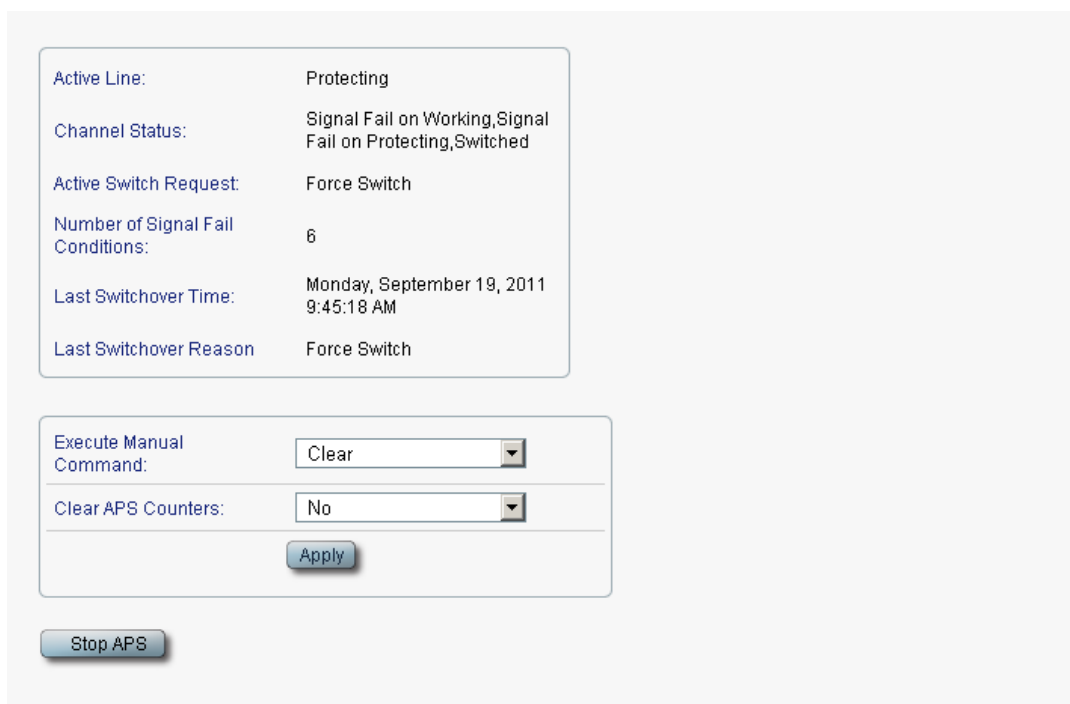 Active Line: Protecting
Channel Status: Signal Fail on Working,Signal
Fail on Protecting,Switched
Active Switch Request: Force Switch
Number of Signal Fail
Conditions: 6
Last Switchover Time: Monday, September 19, 2011
9:45:18 AM
Last Switchover Reason Force Switch
Execute Manual
Command: Clear
Clear APS Counters: No
Apply
Stop APS